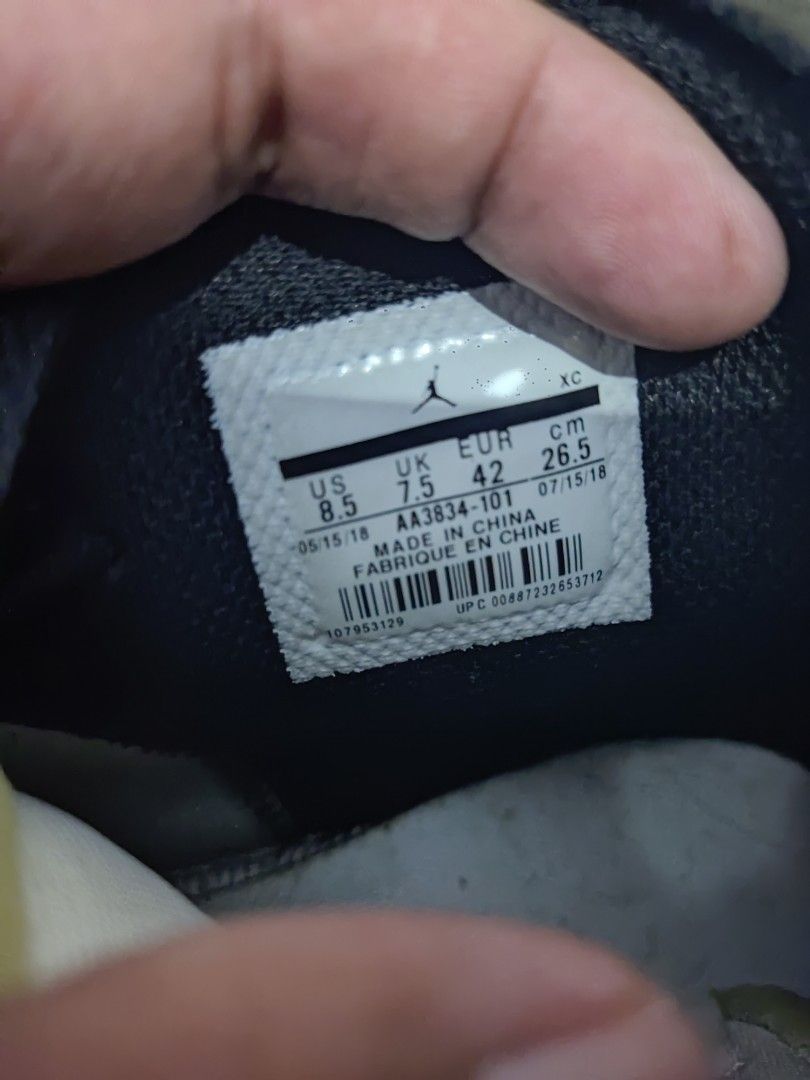 XC
US UK EUR cm
8.5 7.5 42 26.5
05/15/18 AA3834-101 07/15/18
MADE IN CHINA
FABRIQUE EN CHINE
107953129 UPC 00887232653712